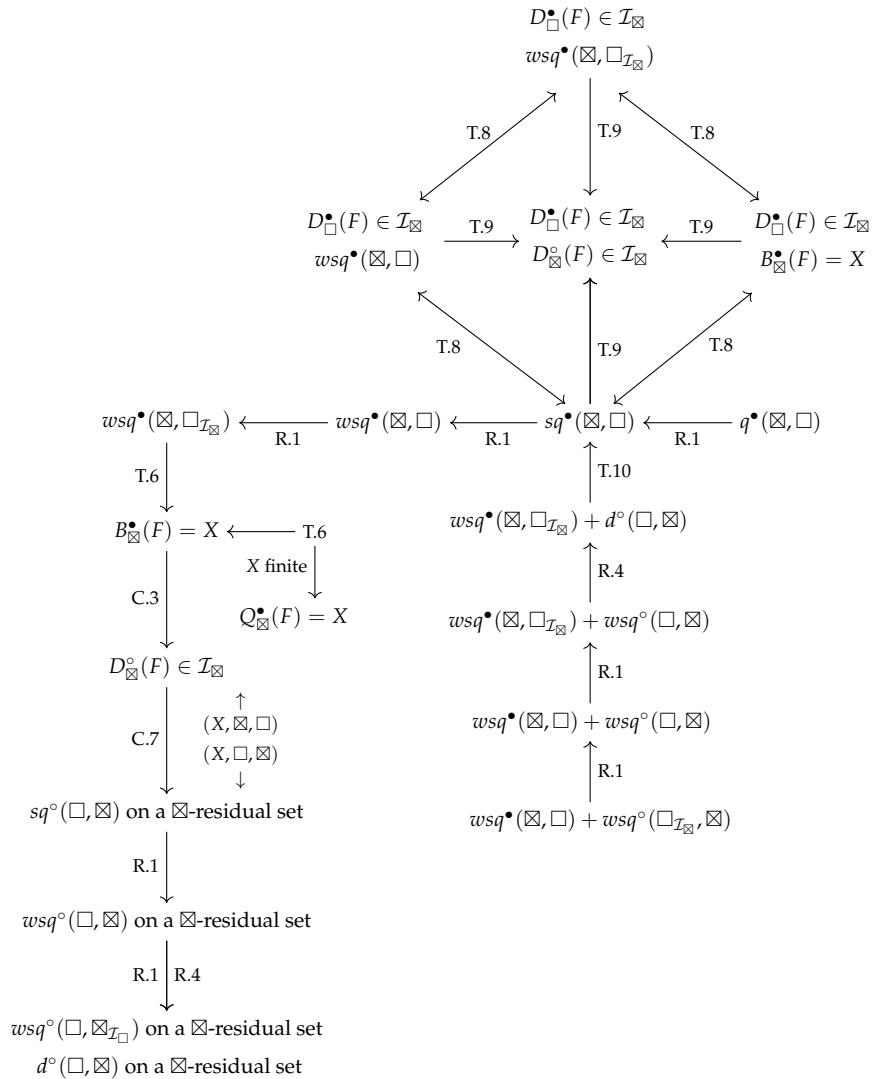 D●□(F) ∈ I⊠
wsq●(⊠, □I⊠)
T.8
T.9
T.8
D●□(F) ∈ I⊠
wsq●(⊠, □)
T.9
D●□(F) ∈ I⊠
D○⊠(F) ∈ I⊠
T.9
D●□(F) ∈ I⊠
B●⊠(F) = X
T.8
T.9
T.8
wsq●(⊠, □I⊠)
R.1
wsq●(⊠, □)
R.1
sq●(⊠, □)
R.1
q●(⊠, □)
T.6
T.10
wsq●(⊠, □I⊠) + d○(□, ⊠)
B●⊠(F) = X
T.6
X finite
C.3
R.4
Q●⊠(F) = X
wsq●(⊠, □I⊠) + wsq○(□, ⊠)
D○⊠(F) ∈ I⊠
R.1
↑
(X, ⊠, □)
wsq●(⊠, □) + wsq○(□, ⊠)
C.7
(X, □, ⊠)
↓
R.1
sq○(□, ⊠) on a ⊠-residual set
wsq●(⊠, □) + wsq○(□I⊠, ⊠)
R.1
wsq○(□, ⊠) on a ⊠-residual set
R.1 R.4
wsq○(□, ⊠I□) on a ⊠-residual set
d○(□, ⊠) on a ⊠-residual set